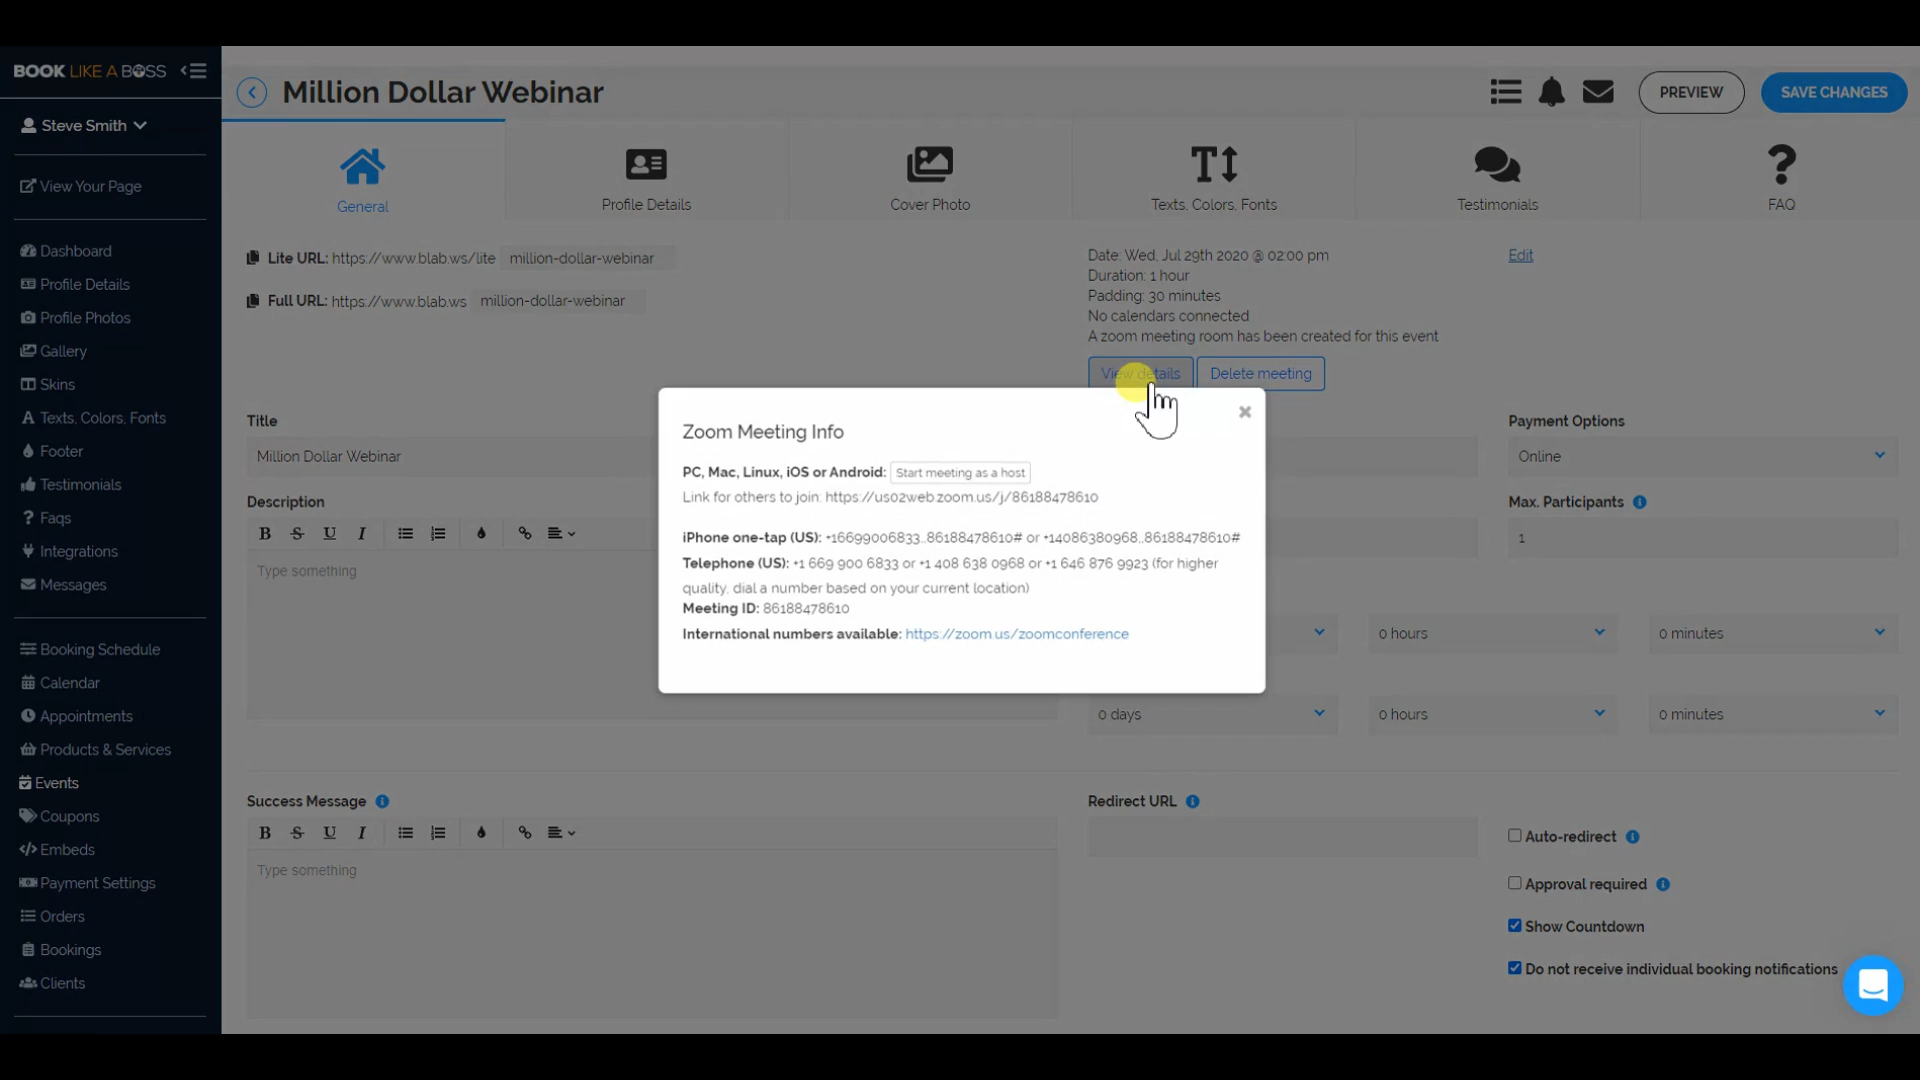 BOOK LIKE A BOSS
Steve Smith
View Your Page
Dashboard
Profile Details
Profile Photos
Gallery
Skins
Texts, Colors, Fonts
Footer
Testimonials
Faqs
Integrations
Messages
Booking Schedule
Calendar
Appointments
Products & Services
Events
Coupons
Embeds
Payment Settings
Orders
Bookings
Clients
Million Dollar Webinar
PREVIEW
SAVE CHANGES
General
Profile Details
Cover Photo
Texts, Colors, Fonts
Testimonials
FAQ
Lite URL: https://www.blab.ws/lite million-dollar-webinar
Full URL: https://www.blab.ws million-dollar-webinar
Date: Wed, Jul 29th 2020 @ 02:00 pm
Edit
Duration: 1 hour
Padding: 30 minutes
No calendars connected
A zoom meeting room has been created for this event
View details
Delete meeting
Zoom Meeting Info
PC, Mac, Linux, iOS or Android: Start meeting as a host
Link for others to join: https://us02web.zoom.us/j/86188478610
iPhone one-tap (US): +16699006833,,86188478610# or +14086380968,,86188478610#
Telephone (US): +1 669 900 6833 or +1 408 638 0968 or +1 646 876 9923 (for higher
quality, dial a number based on your current location)
Meeting ID: 86188478610
International numbers available: https://zoom.us/zoomconference
Title
Million Dollar Webinar
Payment Options
Online
Description
B S U I
Type something
Max. Participants
1
0 hours
0 minutes
0 days
0 hours
0 minutes
Success Message
B S U I
Type something
Redirect URL
Auto-redirect
Approval required
Show Countdown
Do not receive individual booking notifications